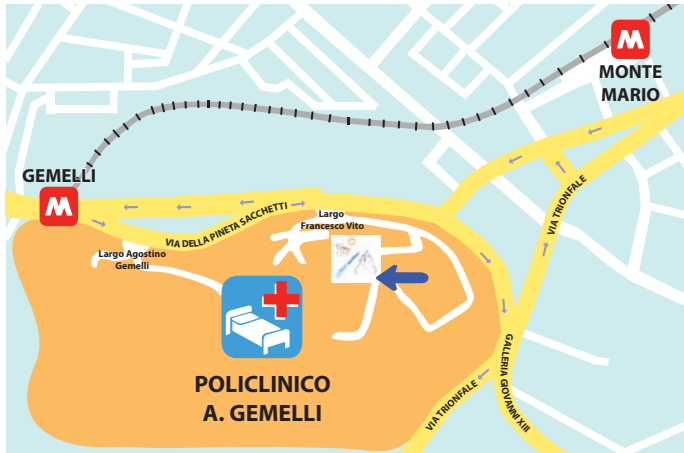 M
MONTE
MARIO
GEMELLI
M
VIA DELLA PINETA SACCHETTI
Largo
Francesco Vito
VIA TRIONFALE
Largo Agostino
Gemelli
POLICLINICO
A. GEMELLI
VIA TRIONFALE
GALLERIA GIOVANNI XIII